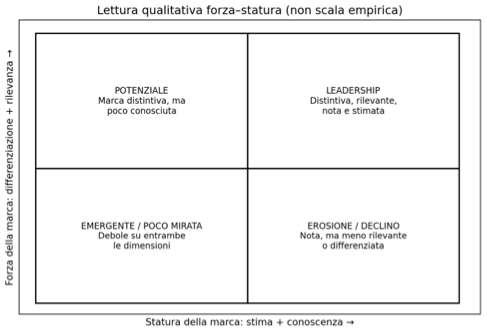 Lettura qualitativa forza–statura (non scala empirica)
Forza della marca: differenziazione + rilevanza →
POTENZIALE
Marca distintiva, ma
poco conosciuta
LEADERSHIP
Distintiva, rilevante,
nota e stimata
EMERGENTE / POCO MIRATA
Debole su entrambe
le dimensioni
EROSIONE / DECLINO
Nota, ma meno rilevante
o differenziata
Statura della marca: stima + conoscenza →